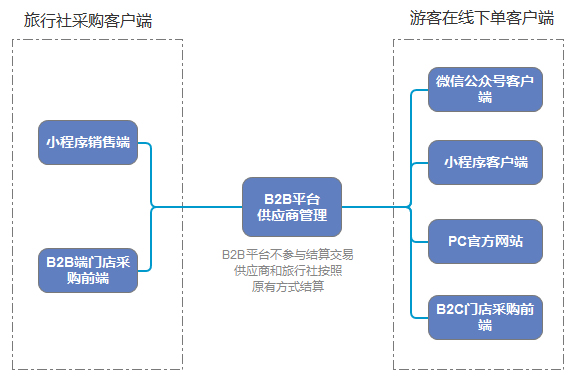 旅行社采购客户端
小程序销售端
B2B端门店采
购前端
B2B平台
供应商管理
B2B平台不参与结算交易
供应商和旅行社按照
原有方式结算
游客在线下单客户端
微信公众号客户
端
小程序客户端
PC官方网站
B2C门店采购前
端